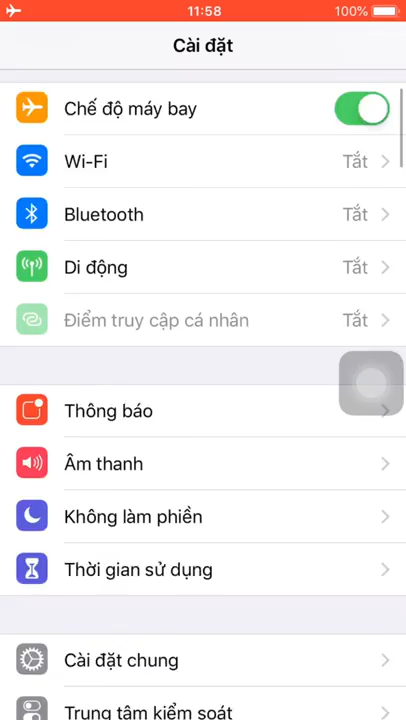 11:58
100%
Cài đặt
Chế độ máy bay
Wi-Fi Tắt
Bluetooth Tắt
Di động Tắt
Điểm truy cập cá nhân Tắt
Thông báo
Âm thanh
Không làm phiền
Thời gian sử dụng
Cài đặt chung
Trung tâm kiểm soát